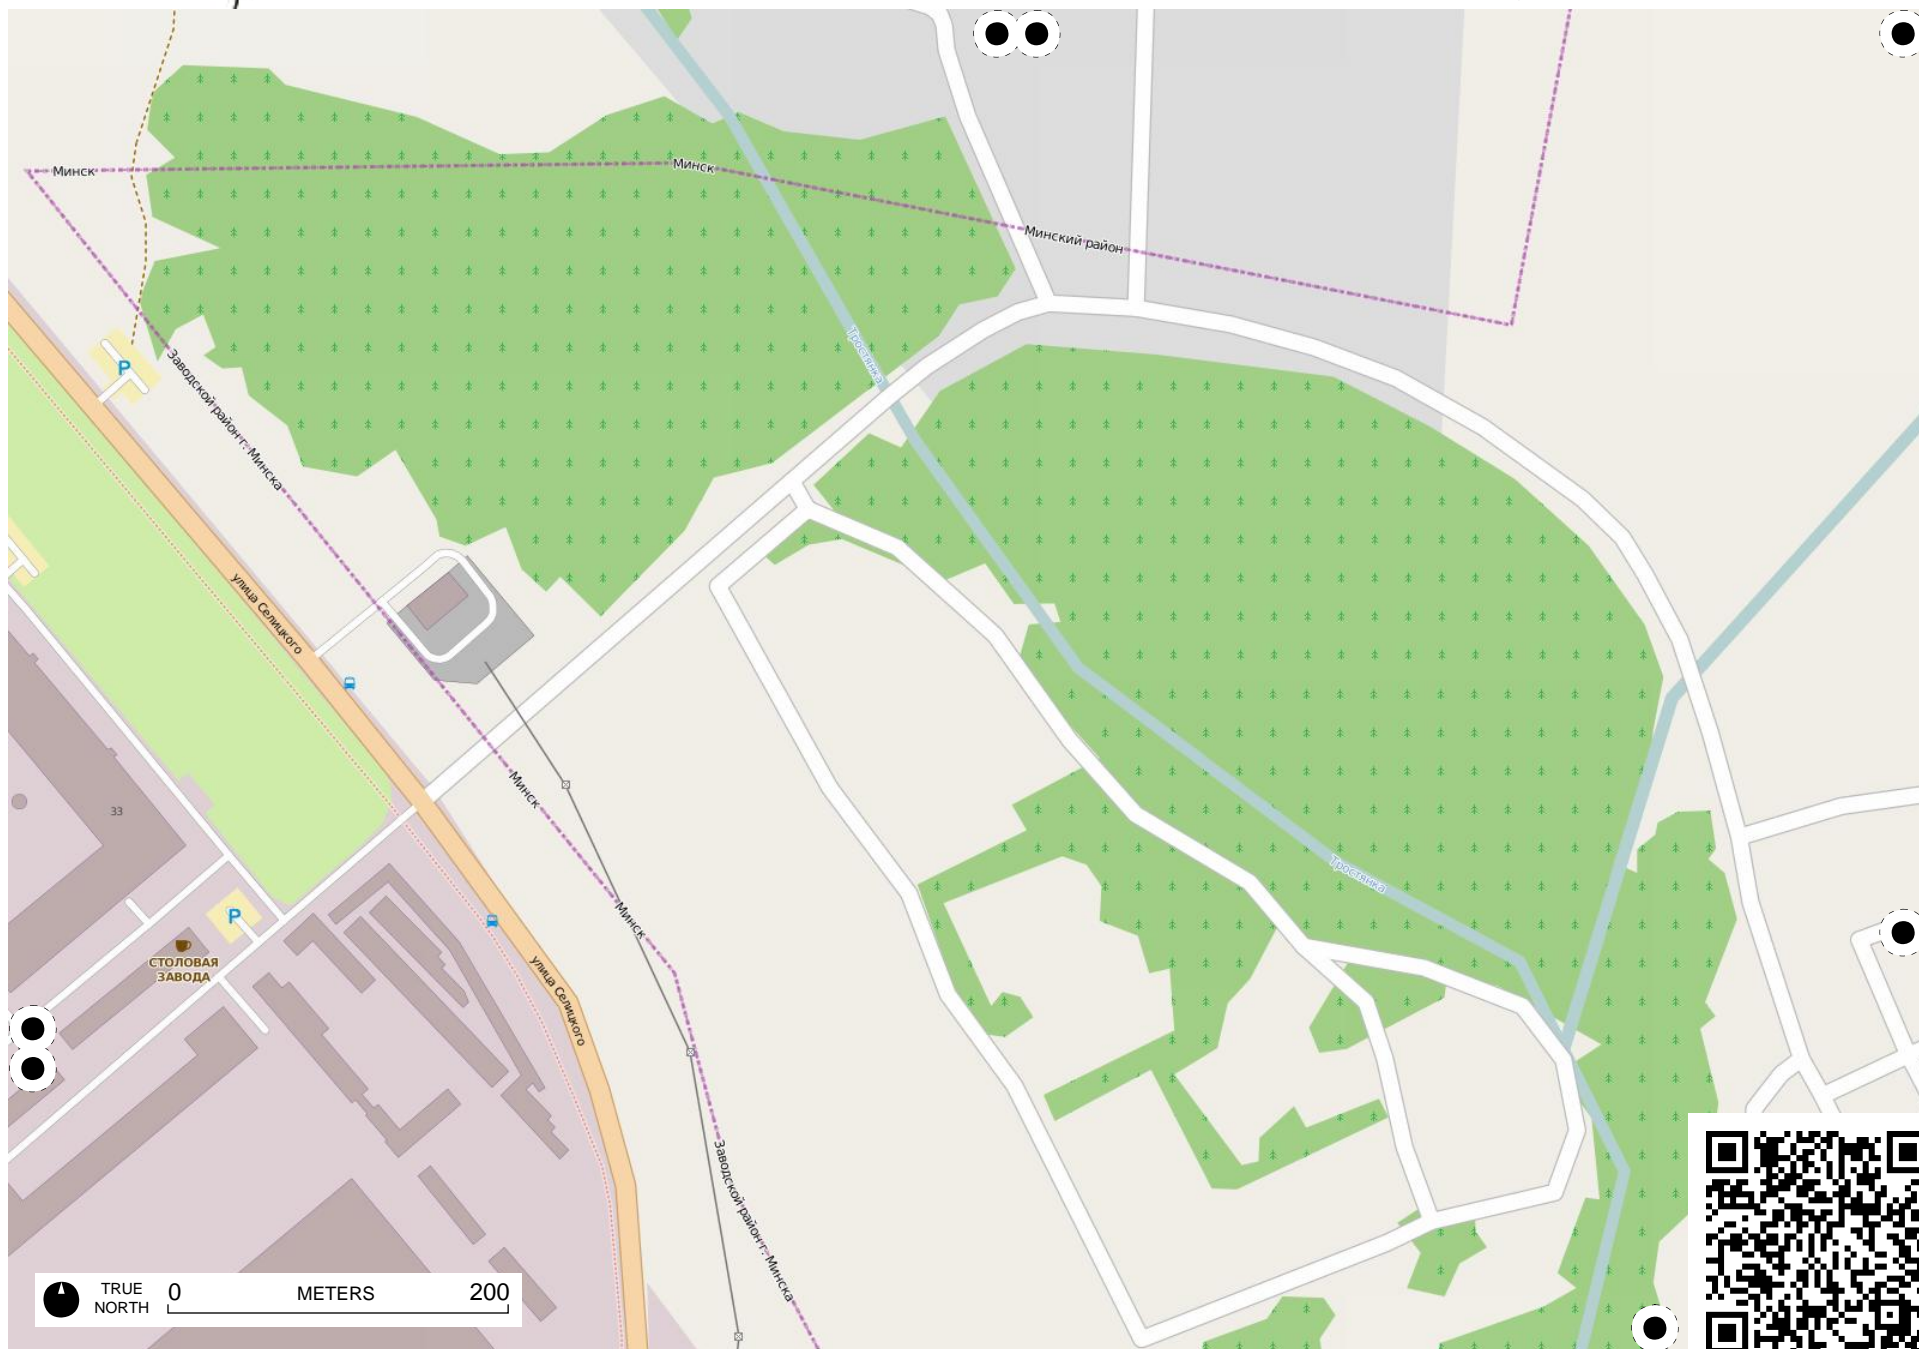 Минск
Минск
Минский район
Тростянка
Заводской район г. Минска
P
улица Селицкого
Минск
33
Тростянка
Минск
P
СТОЛОВАЯ
ЗАВОДА
улица Селицкого
Заводской район г. Минска
TRUE
NORTH
0 METERS 200